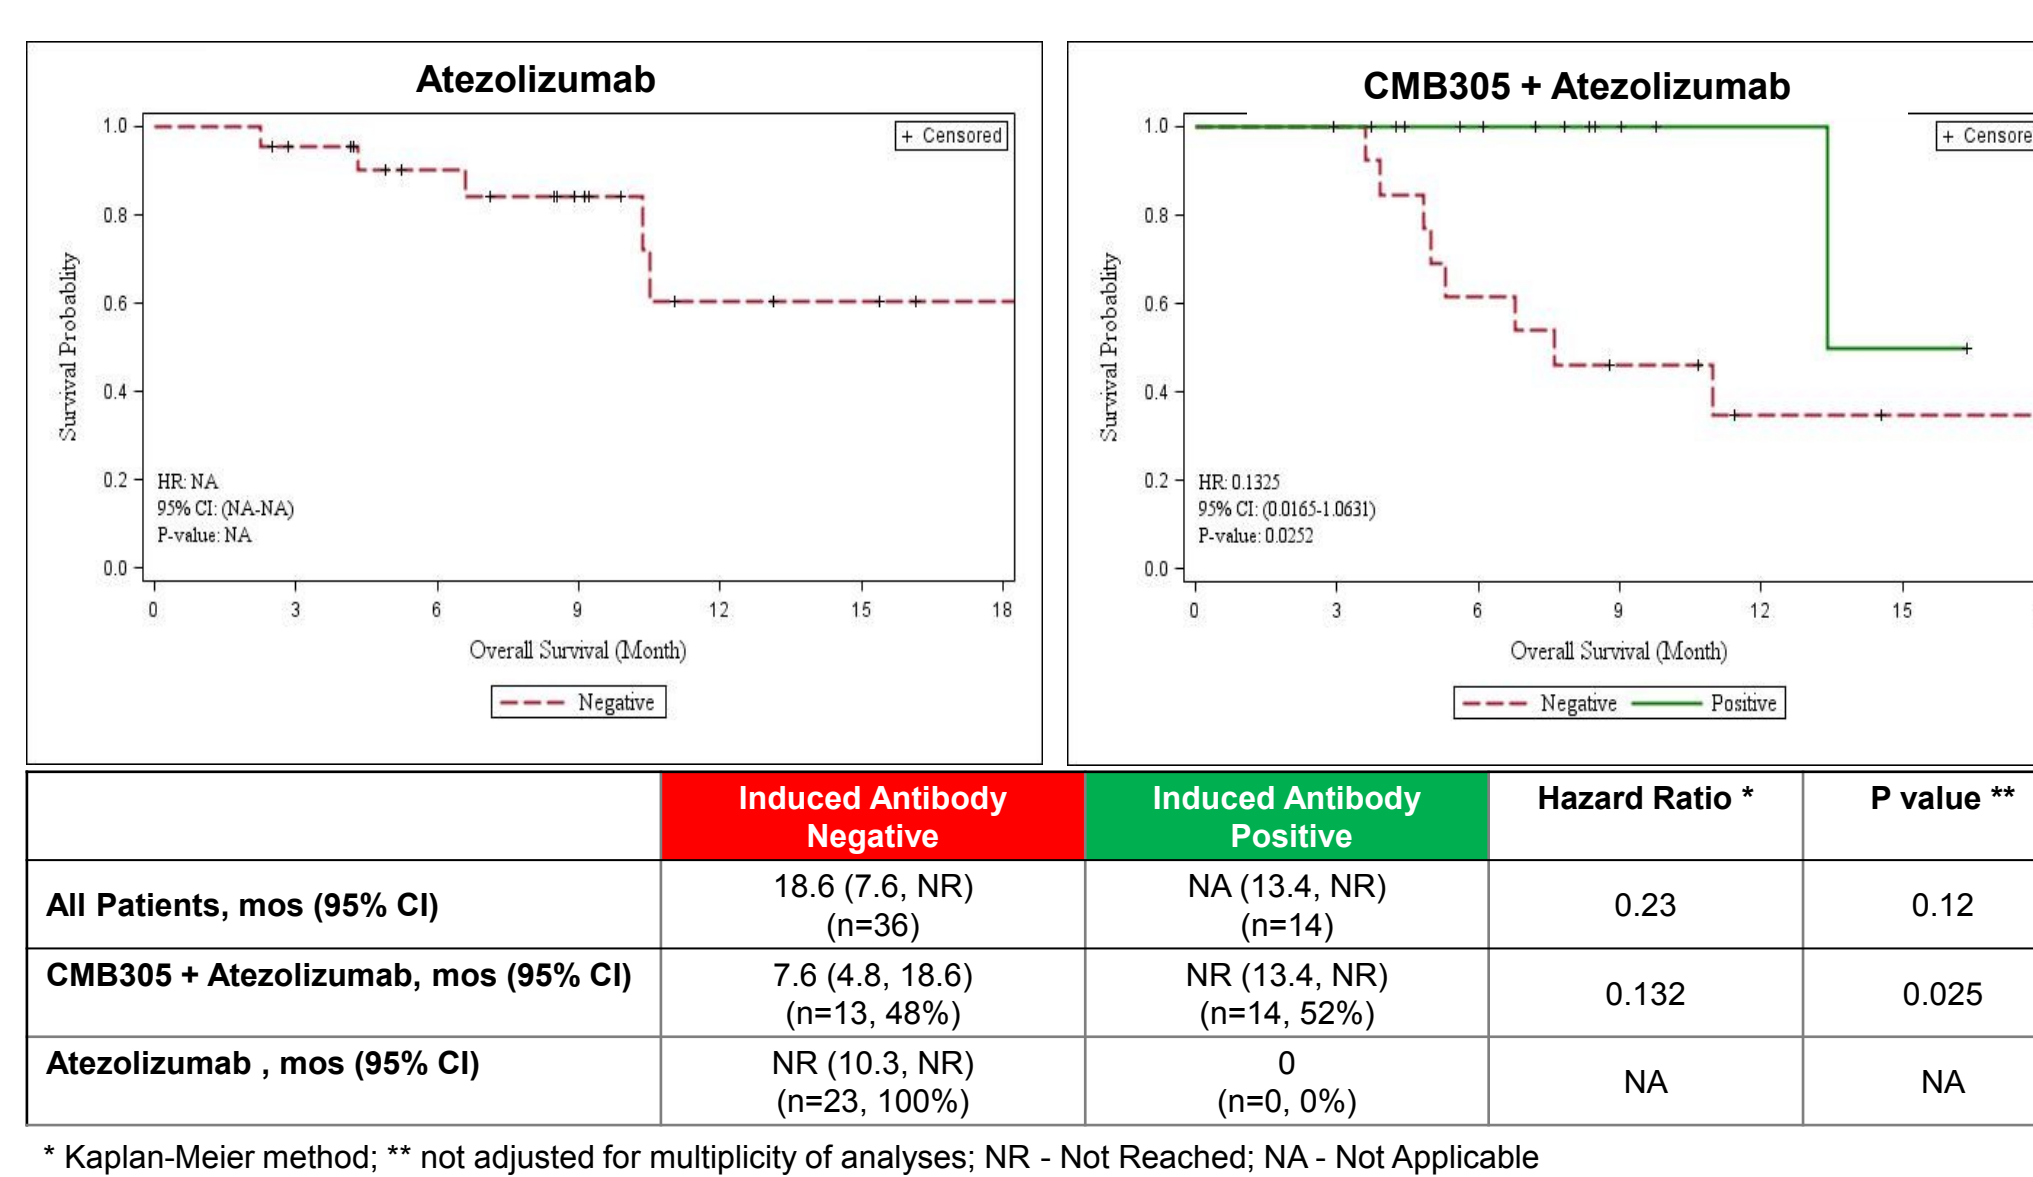 Atezolizumab
+ Censored
1.0
0.8
0.6
0.4
0.2
0.0
Survival Probablity
HR: NA
95% CI: (NA-NA)
P-value: NA
0 3 6 9 12 15 18
Overall Survival (Month)
Negative
CMB305 + Atezolizumab
+ Censore
1.0
0.8
0.6
0.4
0.2
0.0
Survival Probablity
HR: 0.1325
95% CI: (0.0165-1.0631)
P-value: 0.0252
0 3 6 9 12 15
Overall Survival (Month)
Negative Positive
Induced Antibody
Negative
Induced Antibody
Positive
Hazard Ratio *
P value **
All Patients, mos (95% CI)
18.6 (7.6, NR)
(n=36)
NA (13.4, NR)
(n=14)
0.23
0.12
CMB305 + Atezolizumab, mos (95% CI)
7.6 (4.8, 18.6)
(n=13, 48%)
NR (13.4, NR)
(n=14, 52%)
0.132
0.025
Atezolizumab , mos (95% CI)
NR (10.3, NR)
(n=23, 100%)
0
(n=0, 0%)
NA
NA
* Kaplan-Meier method; ** not adjusted for multiplicity of analyses; NR - Not Reached; NA - Not Applicable